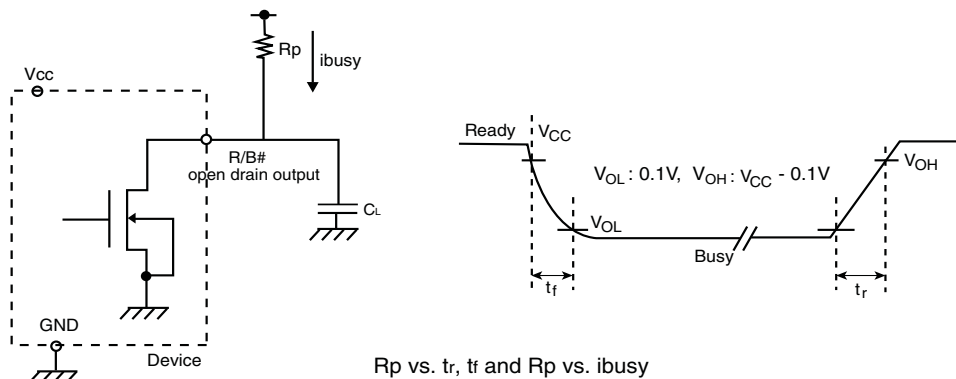 Rp
ibusy
Vcc
R/B#
open drain output
CL
GND
Device
Ready
VCC
VOL : 0.1V, VOH : VCC - 0.1V
VOH
VOL
Busy
tf
tr
Rp vs. tr, tf and Rp vs. ibusy